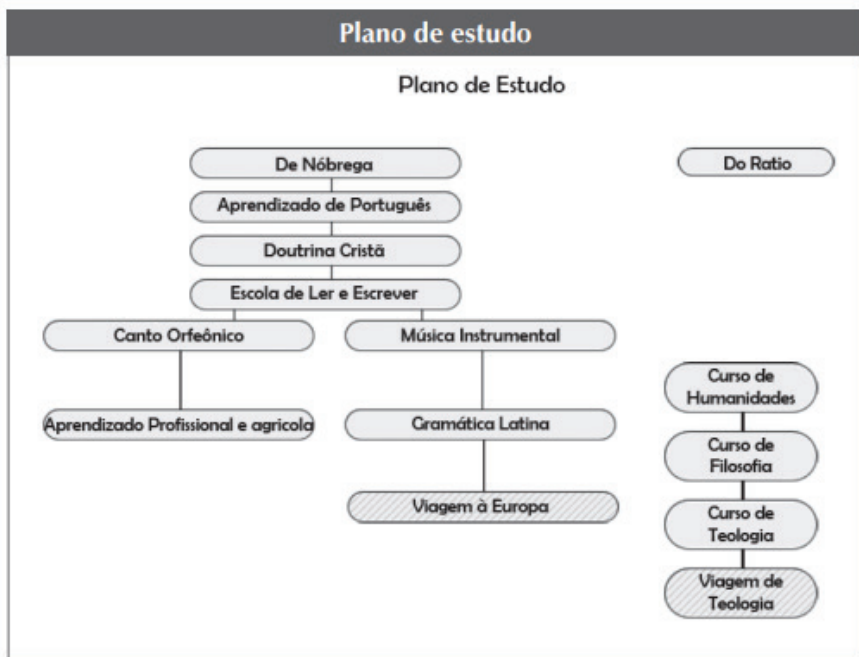 Plano de estudo
Plano de Estudo
De Nóbrega
Do Ratio
Aprendizado de Português
Doutrina Cristã
Escola de Ler e Escrever
Canto Orfeônico
Música Instrumental
Aprendizado Profissional e agricola
Gramática Latina
Viagem à Europa
Curso de
Humanidades
Curso de
Filosofia
Curso de
Teologia
Viagem de
Teologia